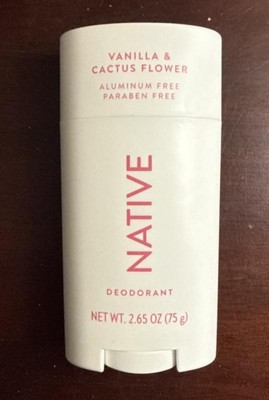 VANILLA &
CACTUS FLOWER
ALUMINUM FREE
PARABEN FREE
NATIVE
DEODORANT
NET WT. 2.65 OZ (75 g)